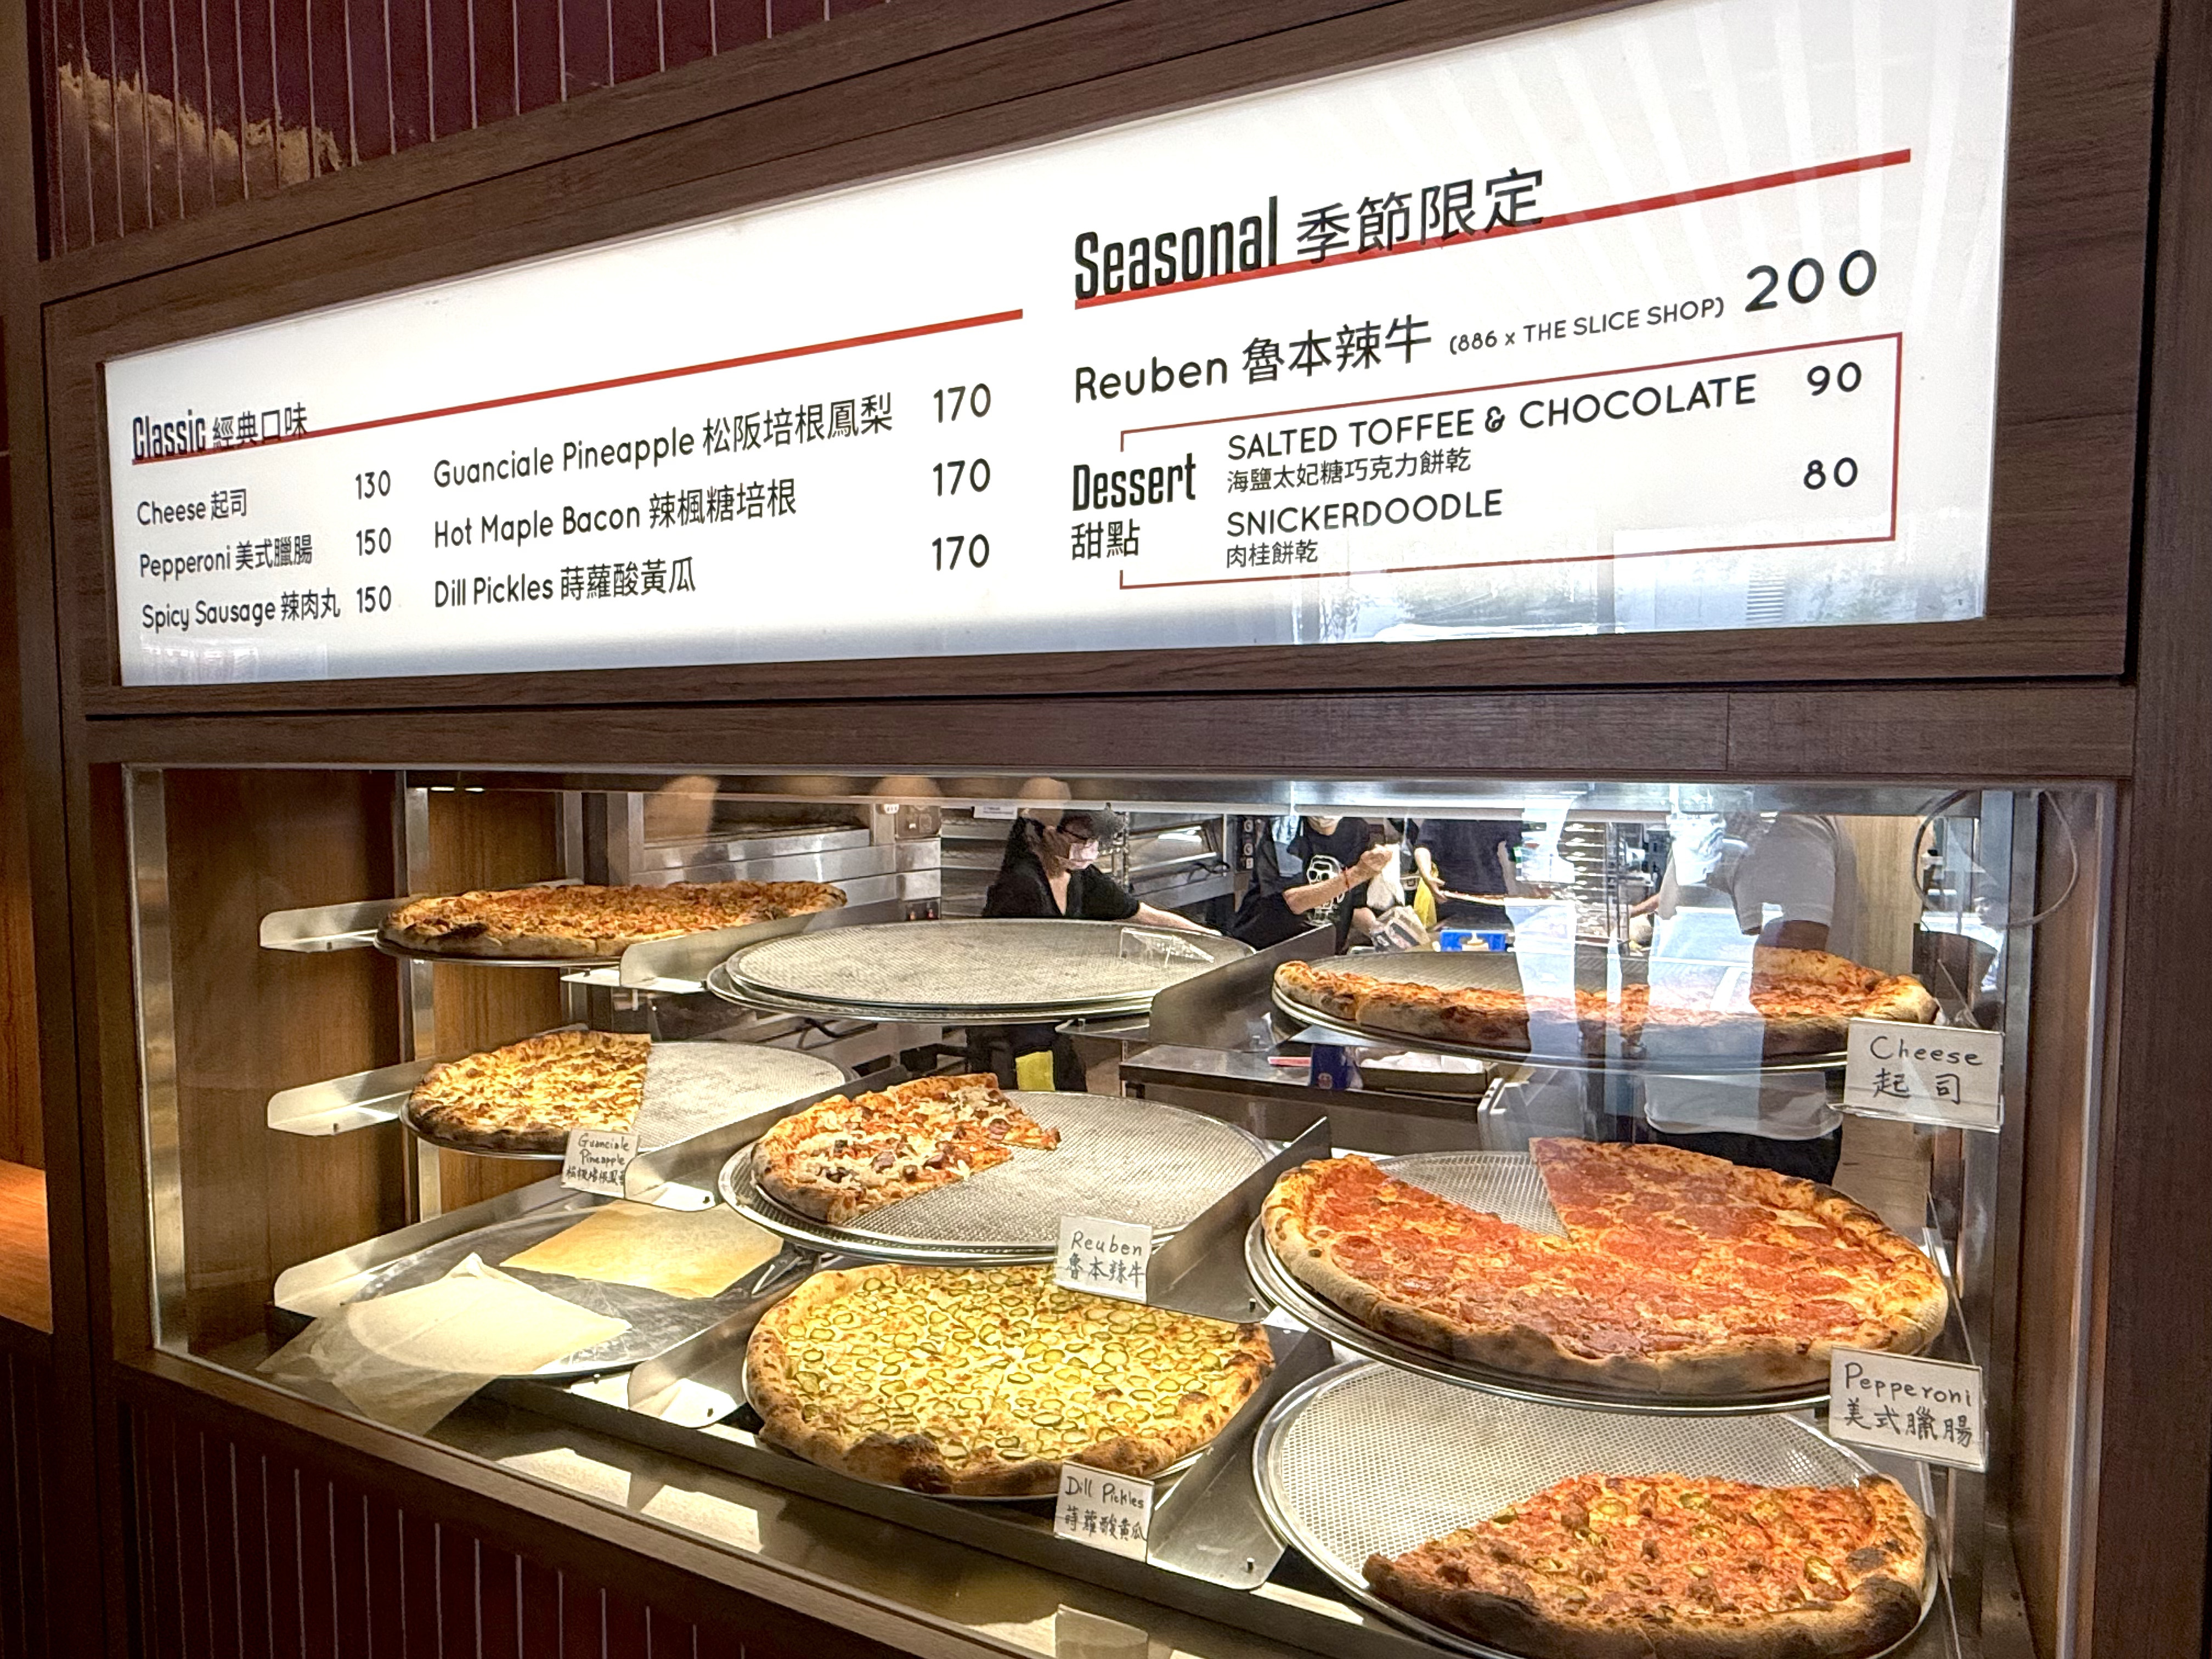 Classic 經典口味
Cheese 起司 130
Pepperoni 美式臘腸 150
Spicy Sausage 辣肉丸 150
Guanciale Pineapple 松阪培根鳳梨 170
Hot Maple Bacon 辣楓糖培根 170
Dill Pickles 蒔蘿酸黃瓜 170
Seasonal 季節限定
Reuben 魯本辣牛 (886 x THE SLICE SHOP) 200
Dessert
甜點
SALTED TOFFEE & CHOCOLATE 90
海鹽太妃糖巧克力餅乾
SNICKERDOODLE 80
肉桂餅乾
Cheese
起司
Guanciale
Pineapple
松阪培根鳳
Reuben
魯本辣牛
Pepperoni
美式臘腸
Dill Pickles
蒔蘿酸黃瓜